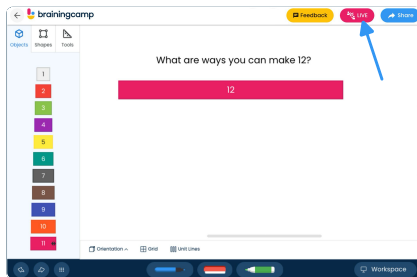 brainingcamp
Feedback
LIVE
Share
Objects
Shapes
Tools
What are ways you can make 12?
12
1
2
3
4
5
6
7
8
9
10
11
Orientation
Grid
Unit Lines
Workspace